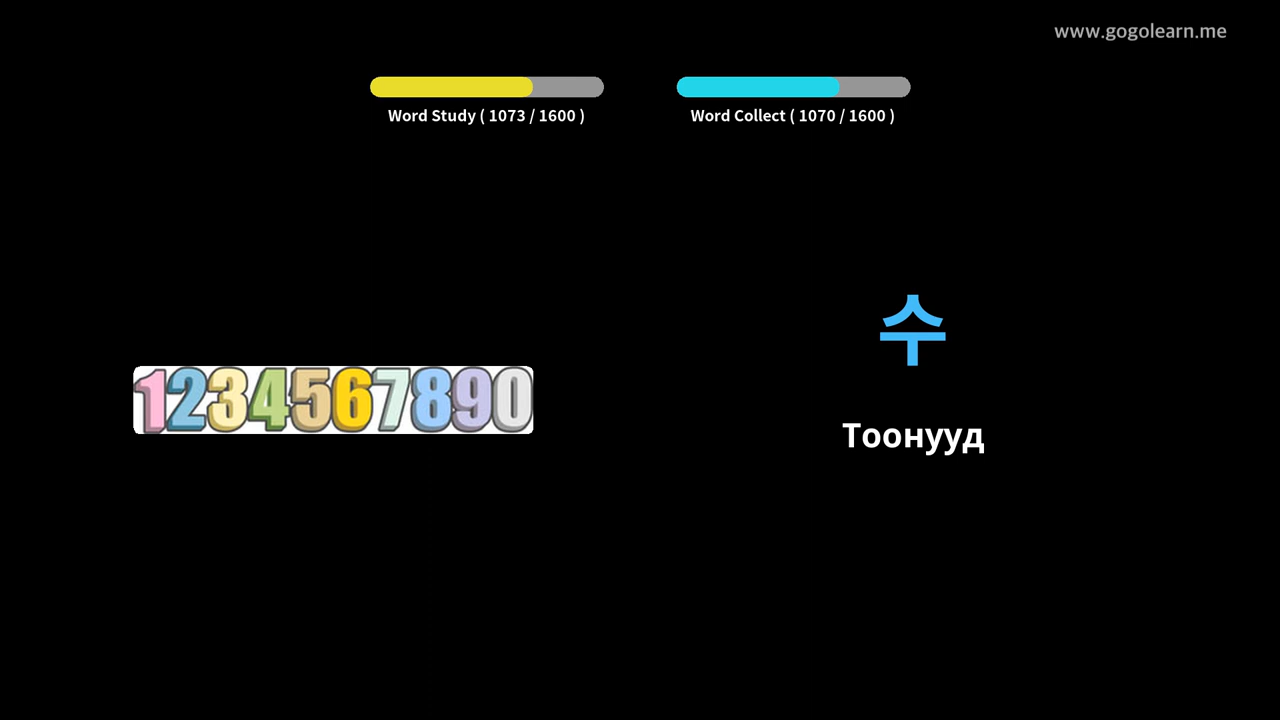 www.gogolearn.me
Word Study ( 1073 / 1600 )
Word Collect ( 1070 / 1600 )
수
1234567890
Тоонууд